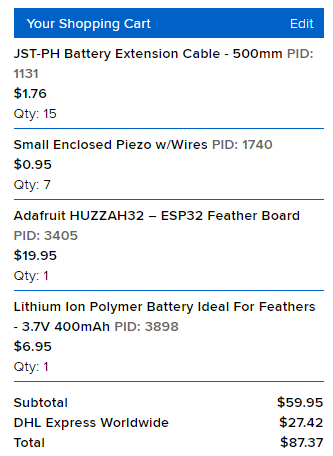 Your Shopping Cart Edit
JST-PH Battery Extension Cable - 500mm PID:
1131
$1.76
Qty: 15
Small Enclosed Piezo w/Wires PID: 1740
$0.95
Qty: 7
Adafruit HUZZAH32 – ESP32 Feather Board
PID: 3405
$19.95
Qty: 1
Lithium Ion Polymer Battery Ideal For Feathers
- 3.7V 400mAh PID: 3898
$6.95
Qty: 1
Subtotal $59.95
DHL Express Worldwide $27.42
Total $87.37